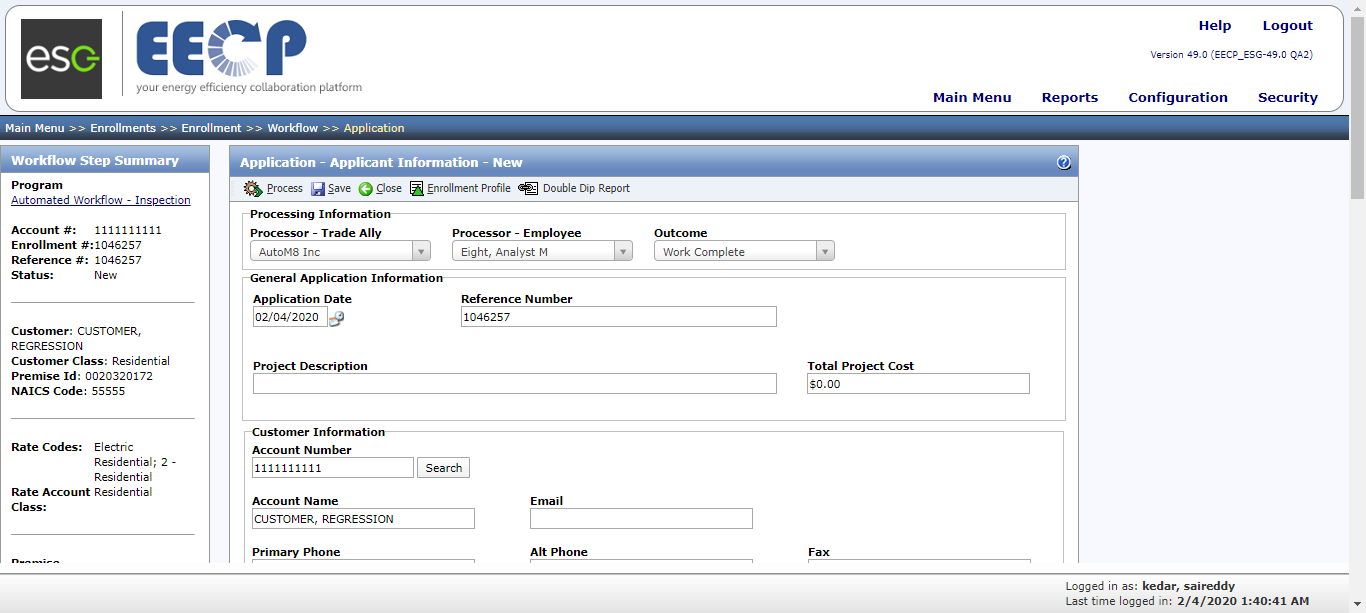 esg
EECP
your energy efficiency collaboration platform
Help Logout
Version 49.0 (EECP_ESG-49.0 QA2)
Main Menu Reports Configuration Security
Main Menu >> Enrollments >> Enrollment >> Workflow >> Application
Workflow Step Summary
Program
Automated Workflow - Inspection
Account #: 1111111111
Enrollment #:1046257
Reference #: 1046257
Status: New
Customer: CUSTOMER,
REGRESSION
Customer Class: Residential
Premise Id: 0020320172
NAICS Code: 55555
Rate Codes: Electric
Residential; 2 -
Residential
Rate Account Residential
Class:
Premise
Application - Applicant Information - New
Process Save Close Enrollment Profile Double Dip Report
Processing Information
Processor - Trade Ally Processor - Employee Outcome
AutoM8 Inc Eight, Analyst M Work Complete
General Application Information
Application Date Reference Number
02/04/2020 1046257
Project Description Total Project Cost
$0.00
Customer Information
Account Number
1111111111 Search
Account Name Email
CUSTOMER, REGRESSION
Primary Phone Alt Phone Fax
Logged in as: kedar, saireddy
Last time logged in: 2/4/2020 1:40:41 AM